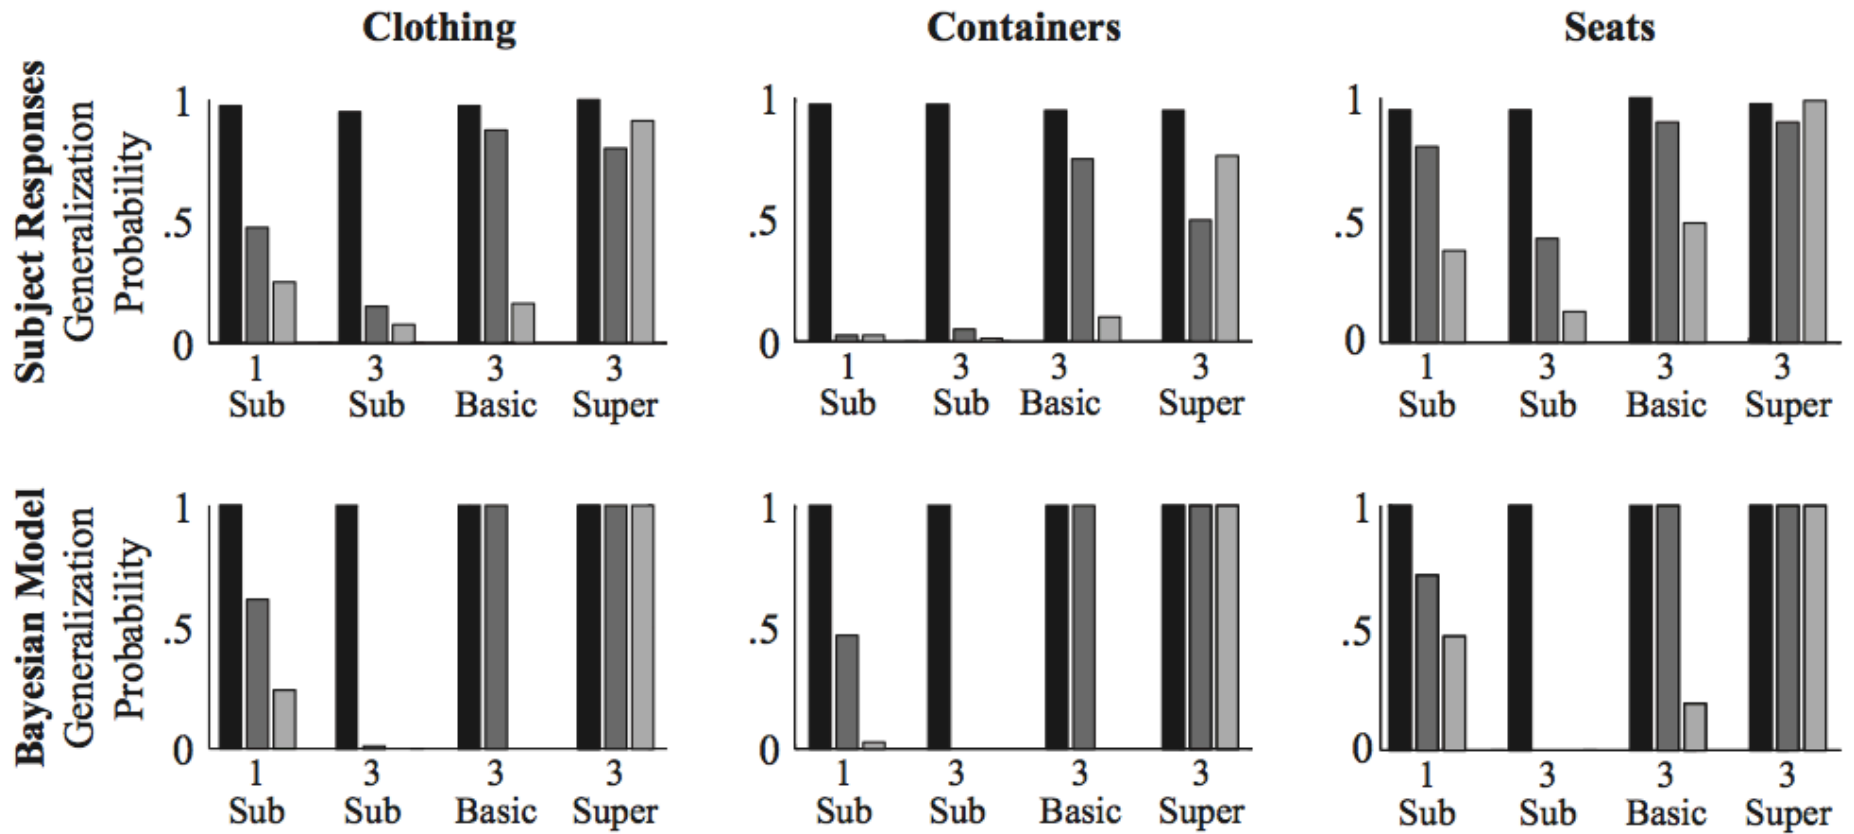 Clothing
Containers
Seats
Subject Responses
Generalization
Probability
1
.5
0
1 3 3 3
Sub Sub Basic Super
1
.5
0
1 3 3 3
Sub Sub Basic Super
1
.5
0
1 3 3 3
Sub Sub Basic Super
Bayesian Model
Generalization
Probability
1
.5
0
1 3 3 3
Sub Sub Basic Super
1
.5
0
1 3 3 3
Sub Sub Basic Super
1
.5
0
1 3 3 3
Sub Sub Basic Super